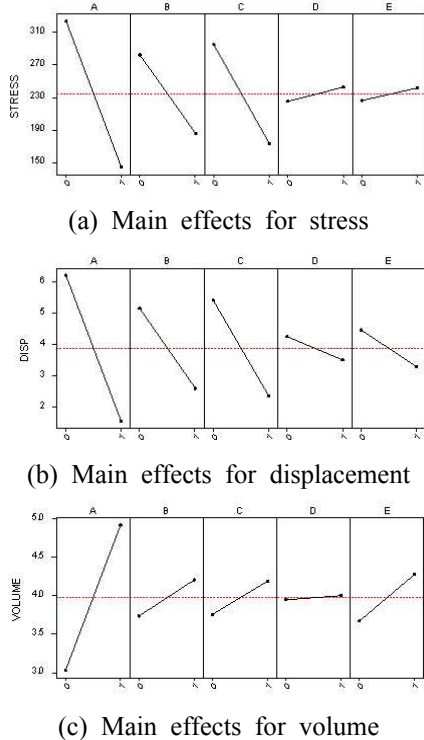 A B C D E
310
270
230
190
150
STRESS
0 1 0 1 0 1 0 1 0 1
(a) Main effects for stress
A B C D E
6
5
4
3
2
DISP
0 1 0 1 0 1 0 1 0 1
(b) Main effects for displacement
A B C D E
5.0
4.5
4.0
3.5
3.0
VOLUME
0 1 0 1 0 1 0 1 0 1
(c) Main effects for volume